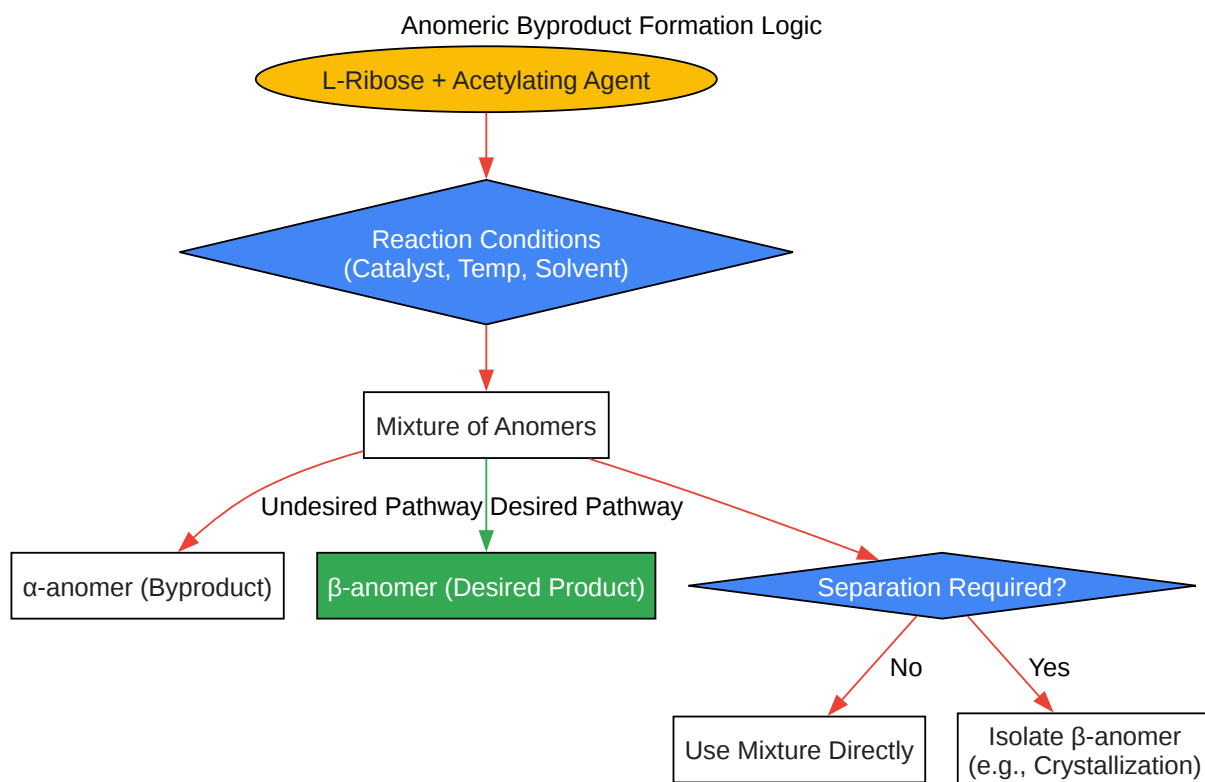 Anomeric Byproduct Formation Logic
L-Ribose + Acetylating Agent
Reaction Conditions
(Catalyst, Temp, Solvent)
Mixture of Anomers
Undesired Pathway
Desired Pathway
α-anomer (Byproduct)
β-anomer (Desired Product)
Separation Required?
No
Yes
Use Mixture Directly
Isolate β-anomer
(e.g., Crystallization)